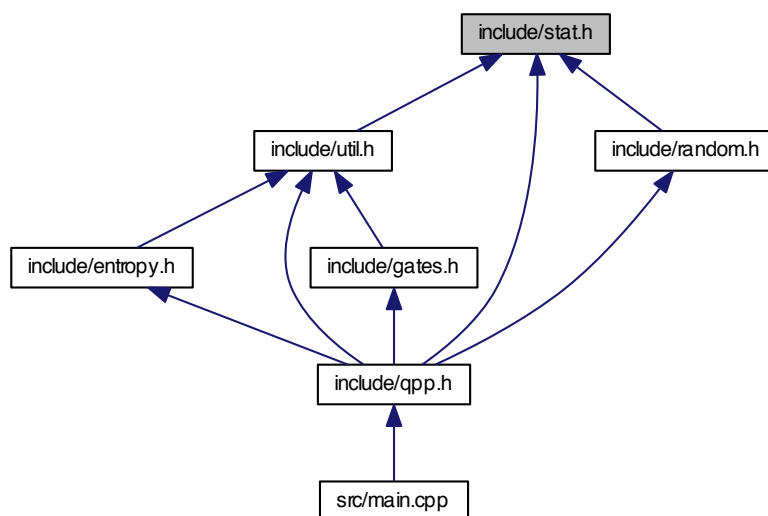 include/stat.h
include/util.h
include/random.h
include/entropy.h
include/gates.h
include/qpp.h
src/main.cpp